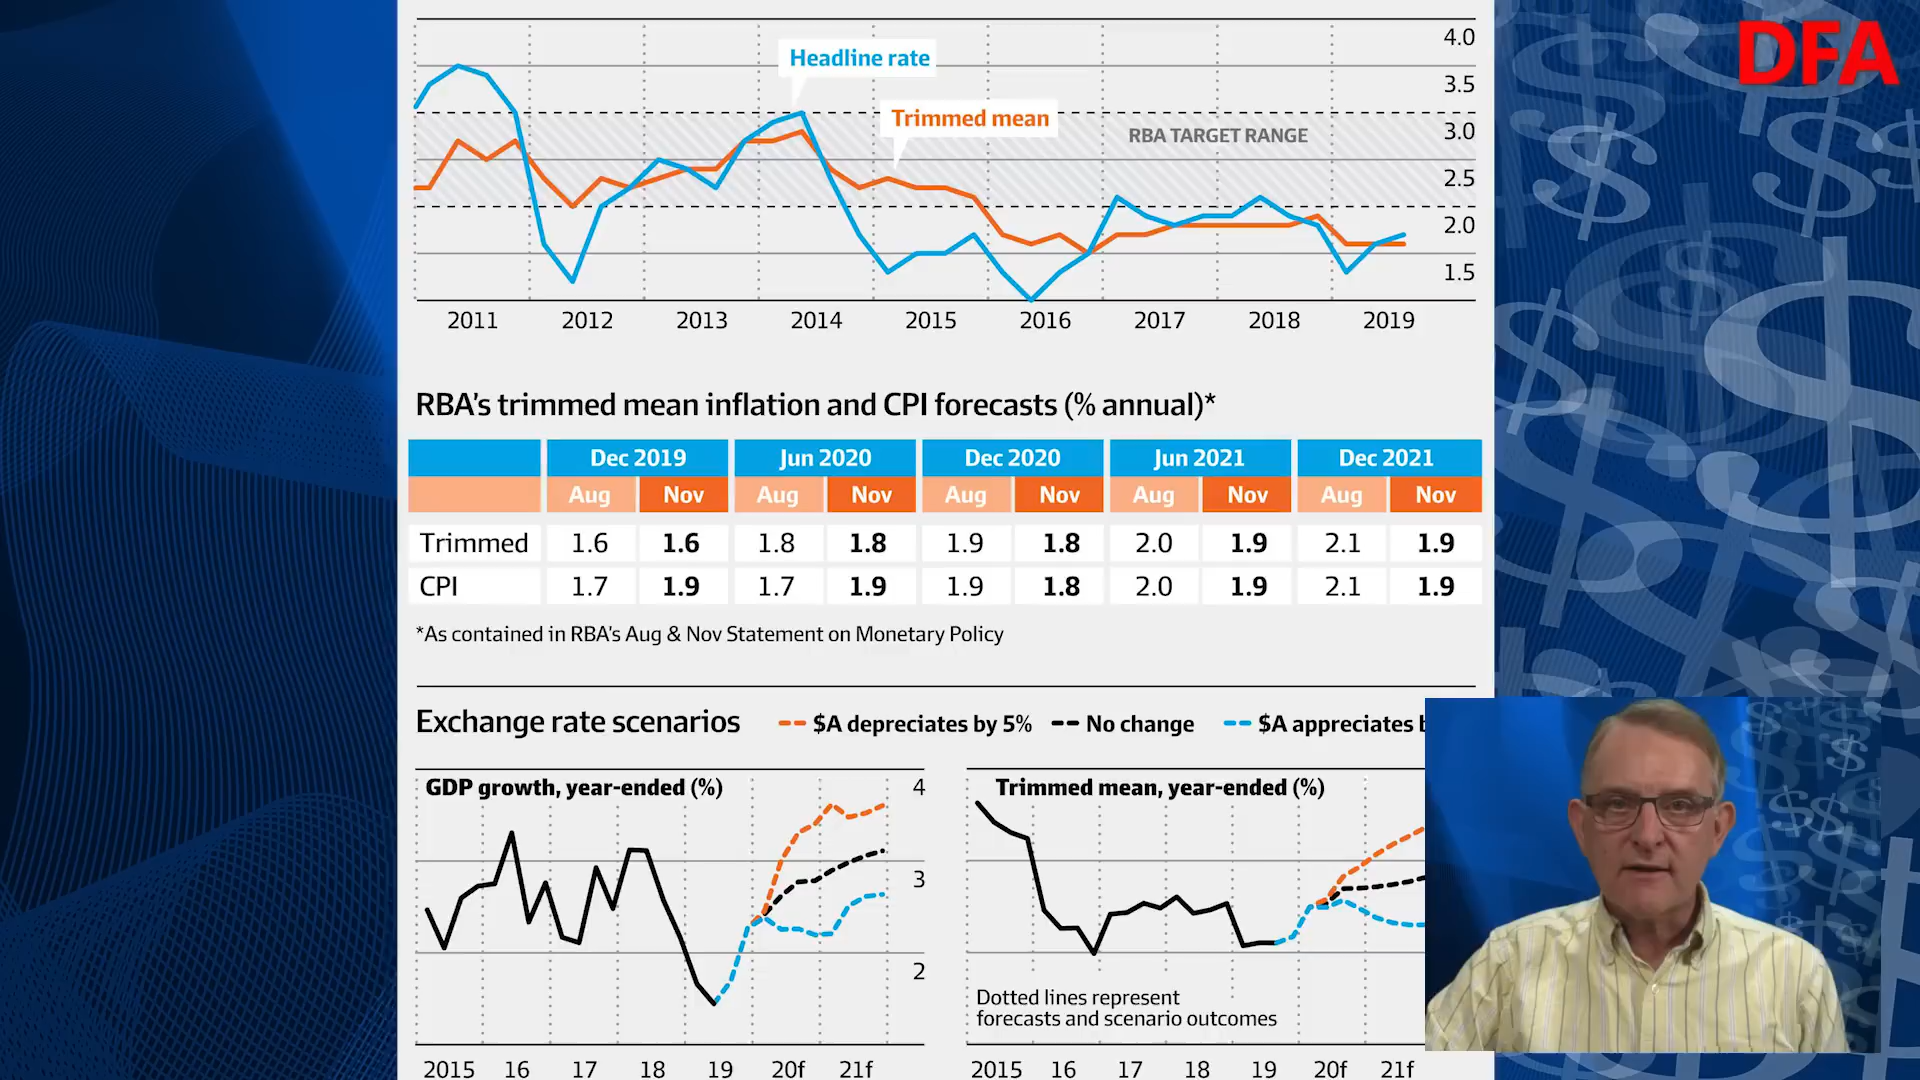 DFA
4.0
Headline rate
3.5
Trimmed mean
RBA TARGET RANGE
3.0
2.5
2.0
1.5
2011 2012 2013 2014 2015 2016 2017 2018 2019
RBA's trimmed mean inflation and CPI forecasts (% annual)*
Dec 2019 Jun 2020 Dec 2020 Jun 2021 Dec 2021
Aug Nov Aug Nov Aug Nov Aug Nov Aug Nov
Trimmed 1.6 1.6 1.8 1.8 1.9 1.8 2.0 1.9 2.1 1.9
CPI 1.7 1.9 1.7 1.9 1.9 1.8 2.0 1.9 2.1 1.9
*As contained in RBA's Aug & Nov Statement on Monetary Policy
Exchange rate scenarios $A depreciates by 5% No change $A appreciates
GDP growth, year-ended (%) 4
3
2
2015 16 17 18 19 20f 21f
Trimmed mean, year-ended (%)
Dotted lines represent
forecasts and scenario outcomes
2015 16 17 18 19 20f 21f